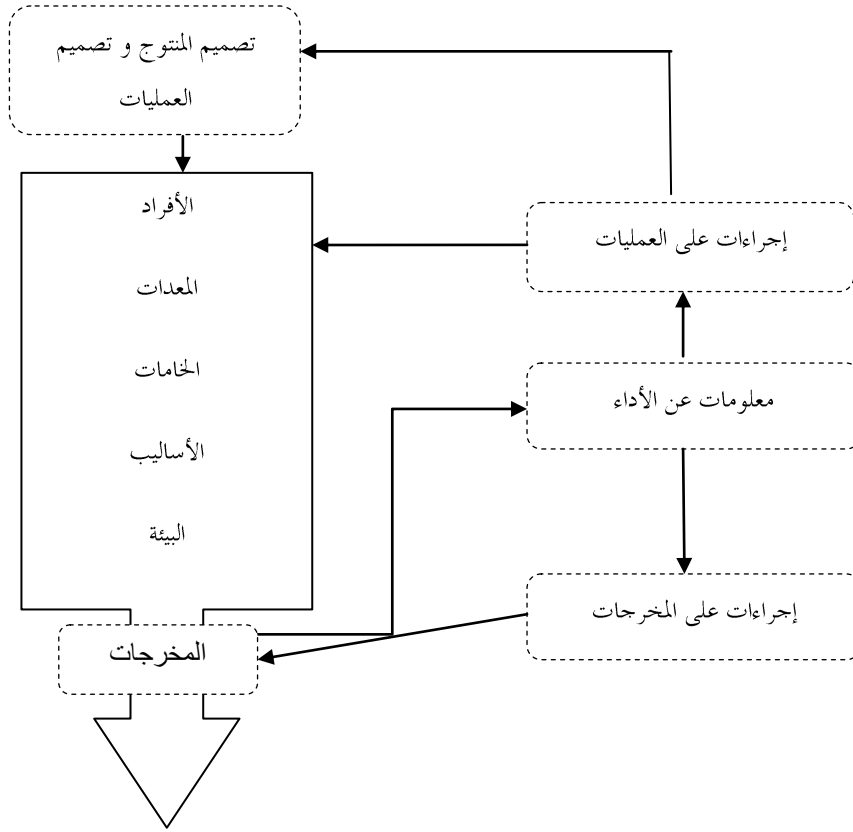 تصميم المنتوج و تصميم
العمليات
الأفراد
المعدات
الخامات
الأساليب
البيئة
المخرجات
إجراءات على العمليات
معلومات عن الأداء
إجراءات على المخرجات